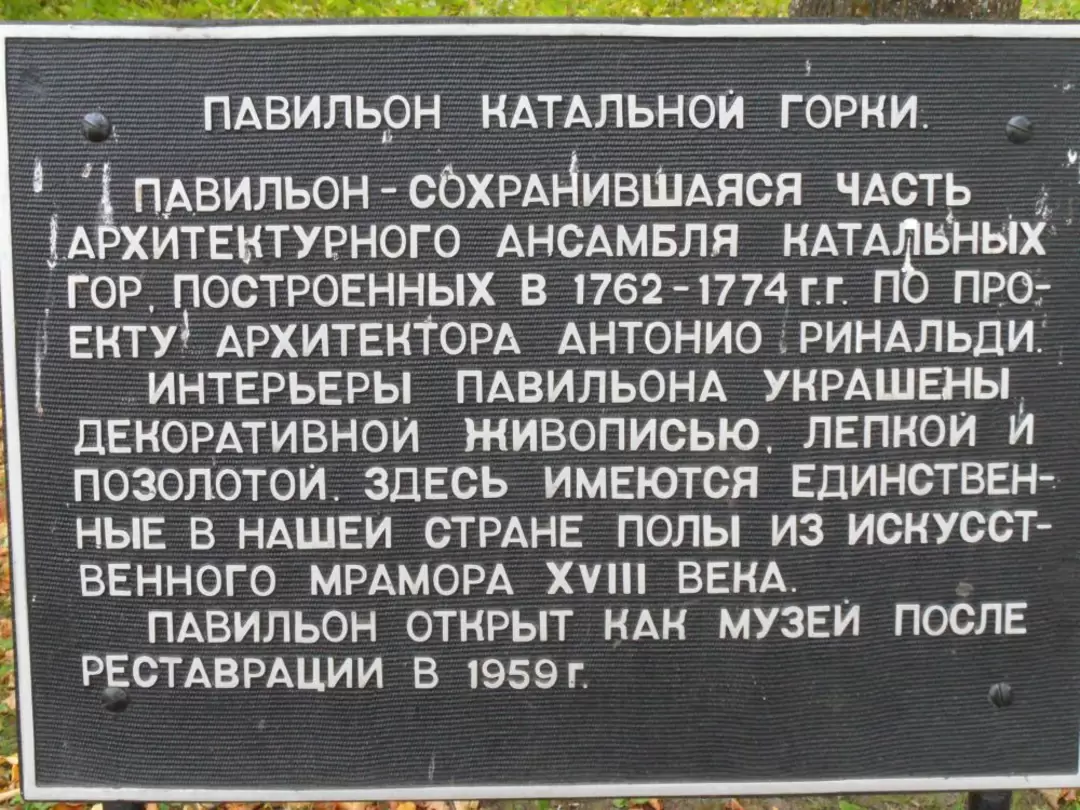 ПАВИЛЬОН КАТАЛЬНОЙ ГОРКИ.
ПАВИЛЬОН - СОХРАНИВШАЯСЯ ЧАСТЬ
АРХИТЕКТУРНОГО АНСАМБЛЯ КАТАЛЬНЫХ
ГОР, ПОСТРОЕННЫХ В 1762-1774 г.г. ПО ПРО-
ЕКТУ АРХИТЕКТОРА АНТОНИО РИНАЛЬДИ.
ИНТЕРЬЕРЫ ПАВИЛЬОНА УКРАШЕНЫ
ДЕКОРАТИВНОЙ ЖИВОПИСЬЮ, ЛЕПКОЙ И
ПОЗОЛОТОЙ. ЗДЕСЬ ИМЕЮТСЯ ЕДИНСТВЕН-
НЫЕ В НАШЕЙ СТРАНЕ ПОЛЫ ИЗ ИСКУССТ-
ВЕННОГО МРАМОРА XVIII ВЕКА.
ПАВИЛЬОН ОТКРЫТ КАК МУЗЕЙ ПОСЛЕ
РЕСТАВРАЦИИ В 1959 г.